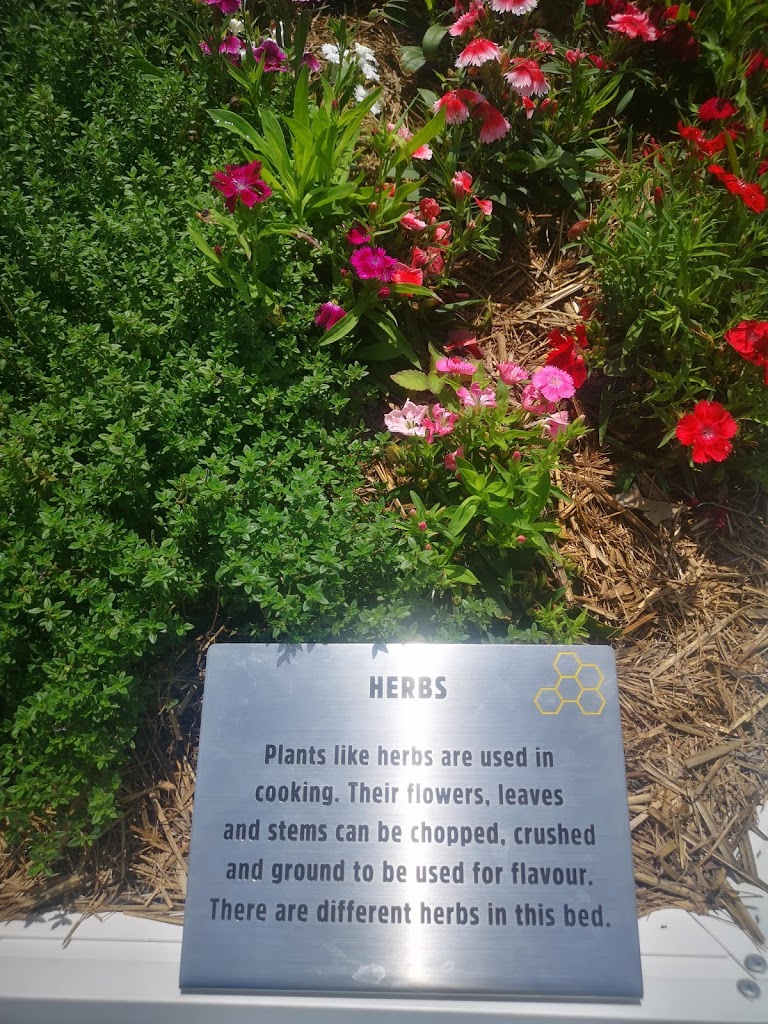 HERBS
Plants like herbs are used in
cooking. Their flowers, leaves
and stems can be chopped, crushed
and ground to be used for flavour.
There are different herbs in this bed.